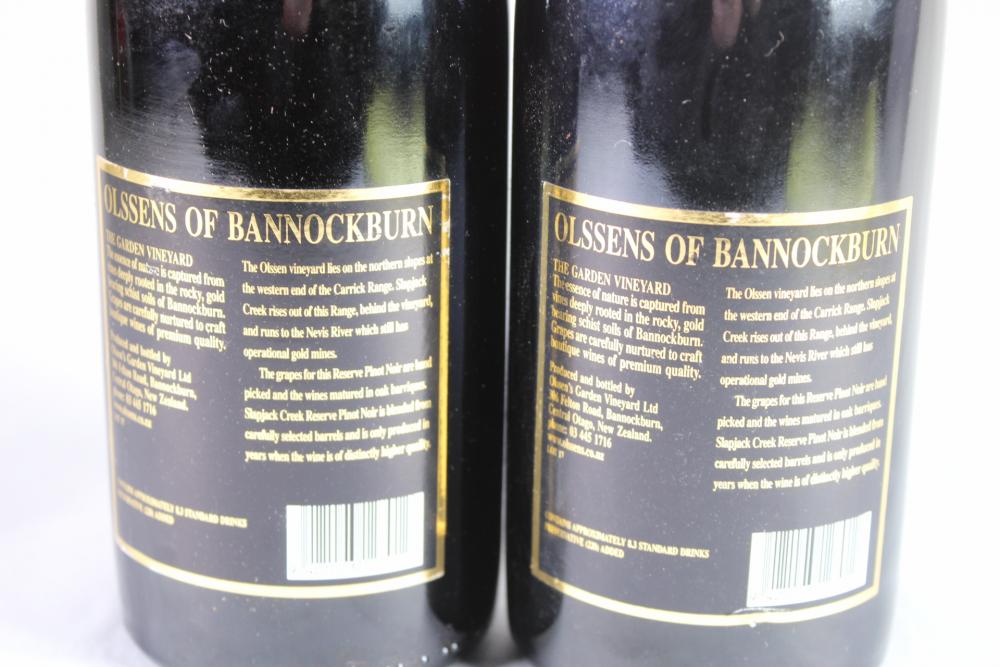 OLSSENS OF BANNOCKBURN
THE GARDEN VINEYARD
The essence of nature is captured from
vines deeply rooted in the rocky, gold
bearing schist soils of Bannockburn.
Grapes are carefully nurtured to craft
boutique wines of premium quality.
Produced and bottled by
Olssen's Garden Vineyard Ltd
306 Felton Road, Bannockburn,
Central Otago, New Zealand.
phone: 03 445 1716
www.olssens.co.nz
The Olssen vineyard lies on the northern slopes at
the western end of the Carrick Range. Slapjack
Creek rises out of this Range, behind the vineyard,
and runs to the Nevis River which still has
operational gold mines.
The grapes for this Reserve Pinot Noir are hand
picked and the wines matured in oak barriques.
Slapjack Creek Reserve Pinot Noir is blended from
carefully selected barrels and is only produced in
years when the wine is of distinctly higher quality.
APPROXIMATELY 8.3 STANDARD DRINKS
(220) ADDED
OLSSENS OF BANNOCKBURN
THE GARDEN VINEYARD
The essence of nature is captured from
vines deeply rooted in the rocky, gold
bearing schist soils of Bannockburn.
Grapes are carefully nurtured to craft
boutique wines of premium quality.
Produced and bottled by
Olssen's Garden Vineyard Ltd
306 Felton Road, Bannockburn,
Central Otago, New Zealand.
phone: 03 445 1716
www.olssens.co.nz
LOT
The Olssen vineyard lies on the northern slopes at
the western end of the Carrick Range. Slapjack
Creek rises out of this Range, behind the vineyard,
and runs to the Nevis River which still has
operational gold mines.
The grapes for this Reserve Pinot Noir are hand
picked and the wines matured in oak barriques.
Slapjack Creek Reserve Pinot Noir is blended from
carefully selected barrels and is only produced in
years when the wine is of distinctly higher quality.
CONTAINS APPROXIMATELY 8.3 STANDARD DRINKS
PRESERVATIVE (220) ADDED